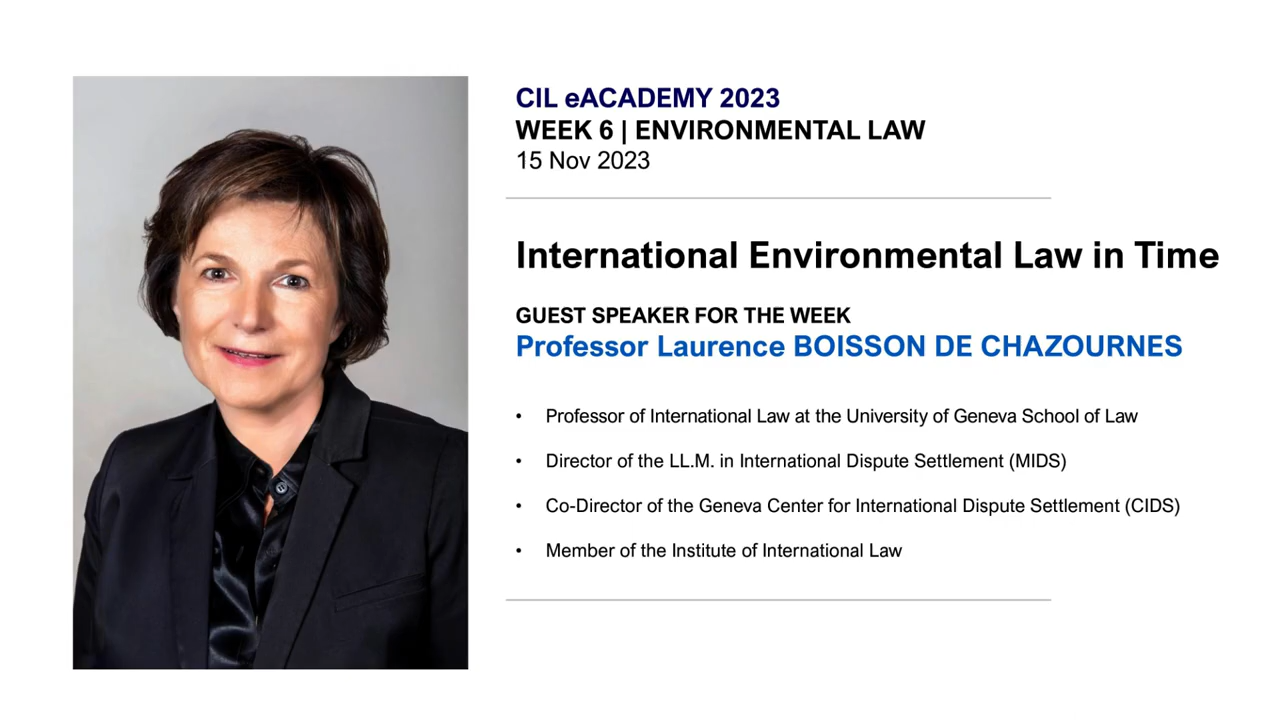 CIL eACADEMY 2023
WEEK 6 | ENVIRONMENTAL LAW
15 Nov 2023
International Environmental Law in Time
GUEST SPEAKER FOR THE WEEK
Professor Laurence BOISSON DE CHAZOURNES
• Professor of International Law at the University of Geneva School of Law
• Director of the LL.M. in International Dispute Settlement (MIDS)
• Co-Director of the Geneva Center for International Dispute Settlement (CIDS)
• Member of the Institute of International Law